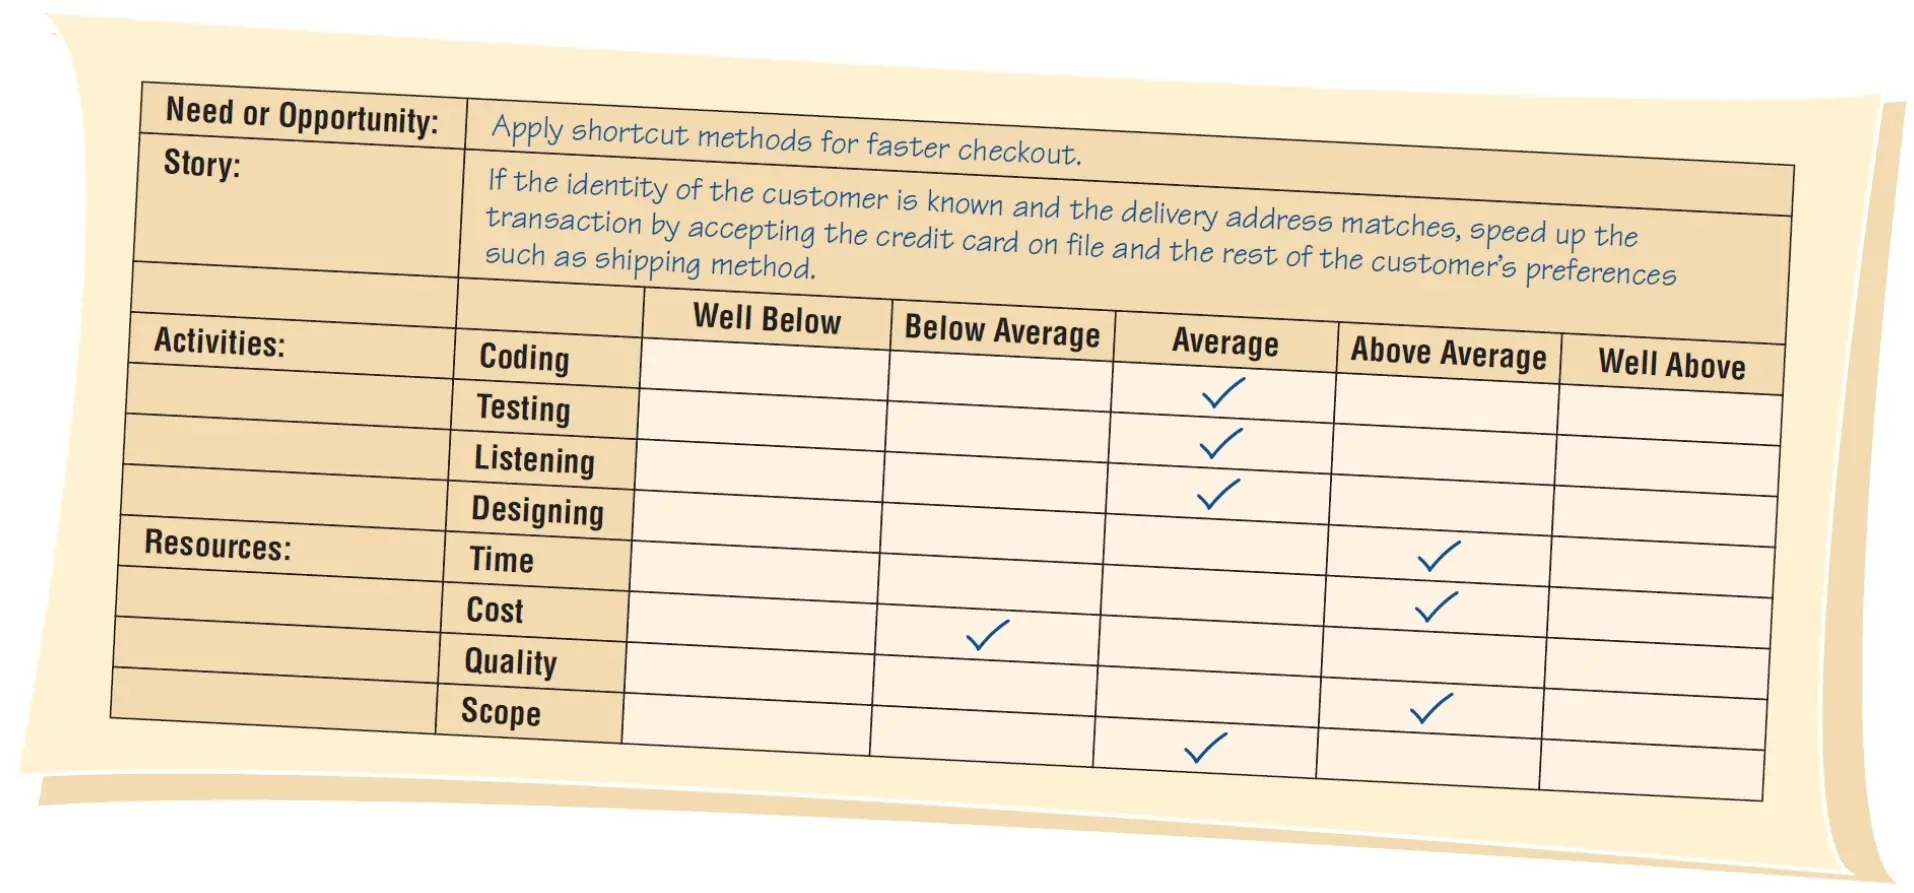 Need or Opportunity: Apply shortcut methods for faster checkout.
Story: If the identity of the customer is known and the delivery address matches, speed up the
transaction by accepting the credit card on file and the rest of the customer's preferences
such as shipping method.
Well Below Below Average Average Above Average Well Above
Activities: Coding ✓
Testing ✓
Listening ✓
Designing ✓
Resources: Time ✓
Cost ✓
Quality ✓
Scope ✓